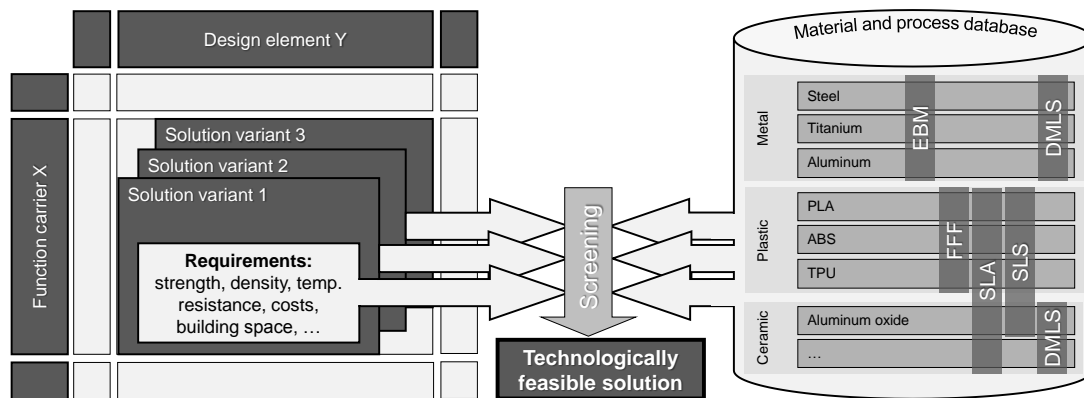 Design element Y
Function carrier X
Solution variant 3
Solution variant 2
Solution variant 1
Requirements:
strength, density, temp.
resistance, costs,
building space, …
Screening
Technologically
feasible solution
Material and process database
Metal
Steel
Titanium
Aluminum
EBM
DMLS
Plastic
PLA
ABS
TPU
FFF
SLA
SLS
Ceramic
Aluminum oxide
…
DMLS